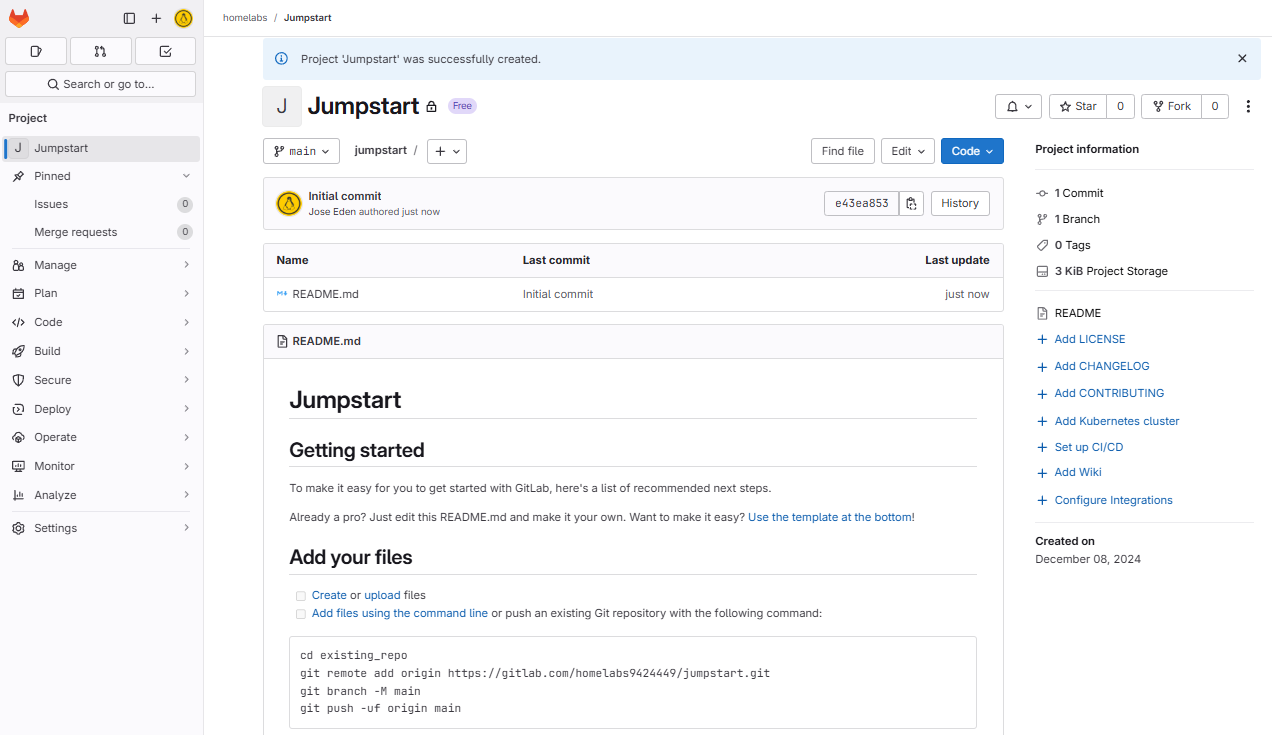 homelabs / Jumpstart
Search or go to...
Project
J Jumpstart
Pinned
Issues 0
Merge requests 0
Manage
Plan
Code
Build
Secure
Deploy
Operate
Monitor
Analyze
Settings
Project 'Jumpstart' was successfully created.
J Jumpstart Free
Star 0 Fork 0
main jumpstart /
Find file Edit Code
Initial commit
Jose Eden authored just now
e43ea853 History
Name Last commit Last update
README.md Initial commit just now
README.md
Jumpstart
Getting started
To make it easy for you to get started with GitLab, here's a list of recommended next steps.
Already a pro? Just edit this README.md and make it your own. Want to make it easy? Use the template at the bottom!
Add your files
Create or upload files
Add files using the command line or push an existing Git repository with the following command:
cd existing_repo
git remote add origin https://gitlab.com/homelabs9424449/jumpstart.git
git branch -M main
git push -uf origin main
Project information
1 Commit
1 Branch
0 Tags
3 KiB Project Storage
README
Add LICENSE
Add CHANGELOG
Add CONTRIBUTING
Add Kubernetes cluster
Set up CI/CD
Add Wiki
Configure Integrations
Created on
December 08, 2024